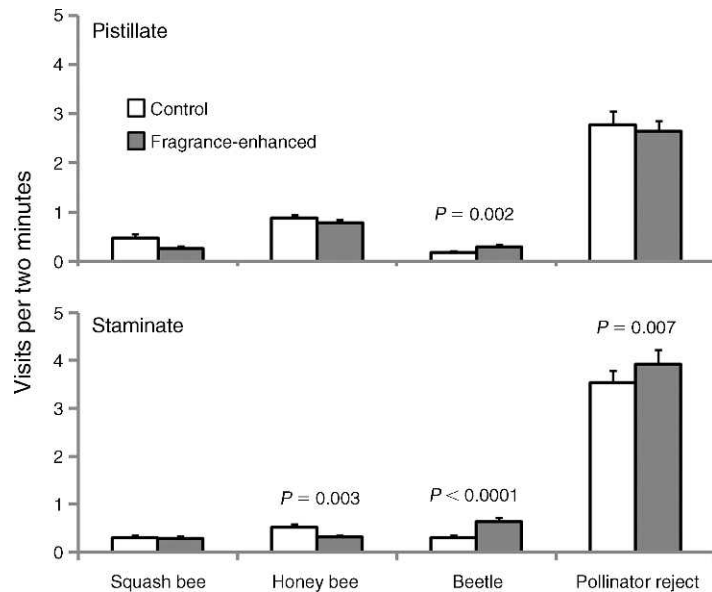 Pistillate
5
4
3
2
1
0
Control
Fragrance-enhanced
P = 0.002
Visits per two minutes
Staminate
5
4
3
2
1
0
P = 0.003
P < 0.0001
P = 0.007
Squash bee Honey bee Beetle Pollinator reject